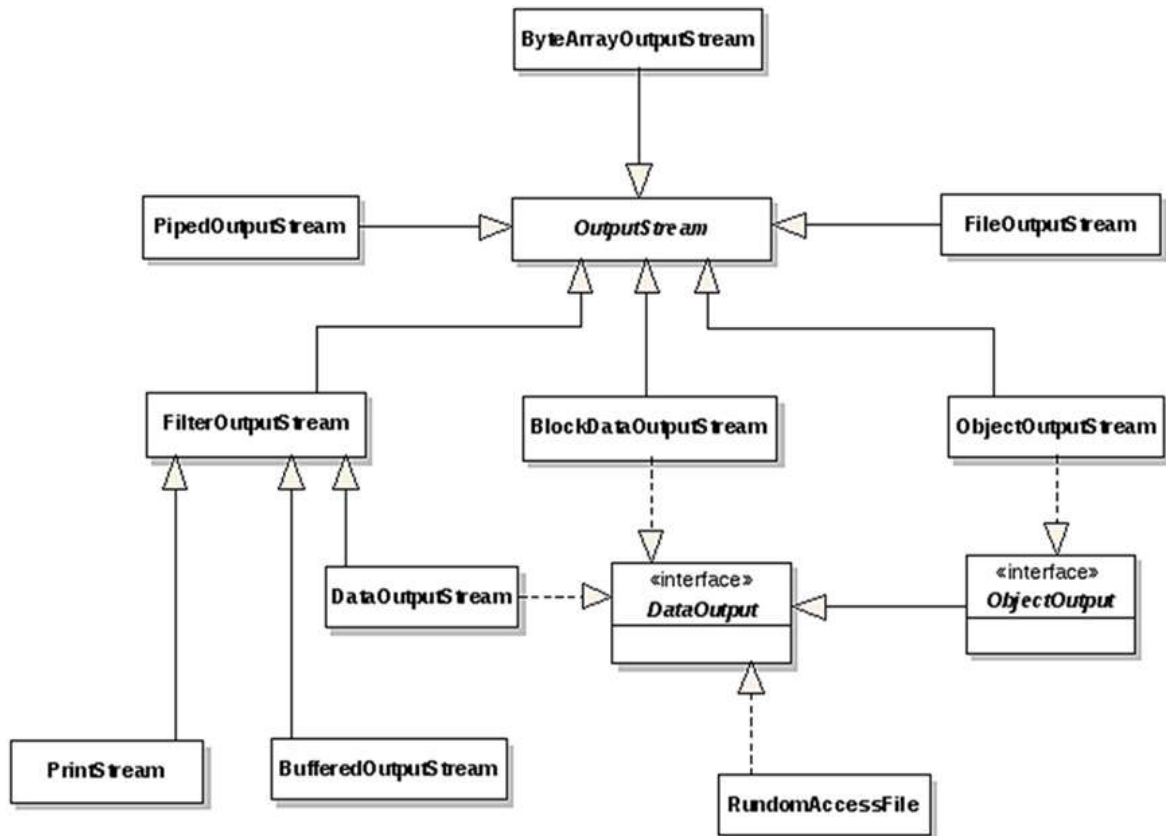 ByteArrayOutputStream
PipedOutputStream
OutputStream
FileOutputStream
FilterOutputStream
BlockDataOutputStream
ObjectOutputStream
DataOutputStream
«interface»
DataOutput
«interface»
ObjectOutput
PrintStream
BufferedOutputStream
RundomAccessFile